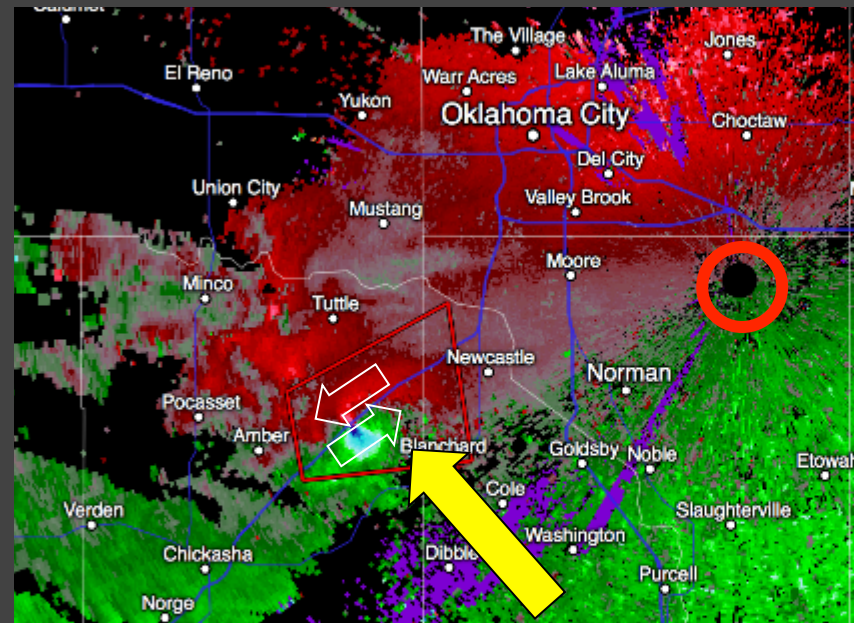 Calumet
The Village
Jones
El Reno
Warr Acres
Lake Aluma
Yukon
Oklahoma City
Choctaw
Del City
Union City
Valley Brook
Mustang
Moore
Minco
Tuttle
Newcastle
Norman
Pocasset
Amber
Blanchard
Goldsby
Noble
Etowah
Cole
Verden
Slaughterville
Washington
Chickasha
Dibble
Purcell
Norge